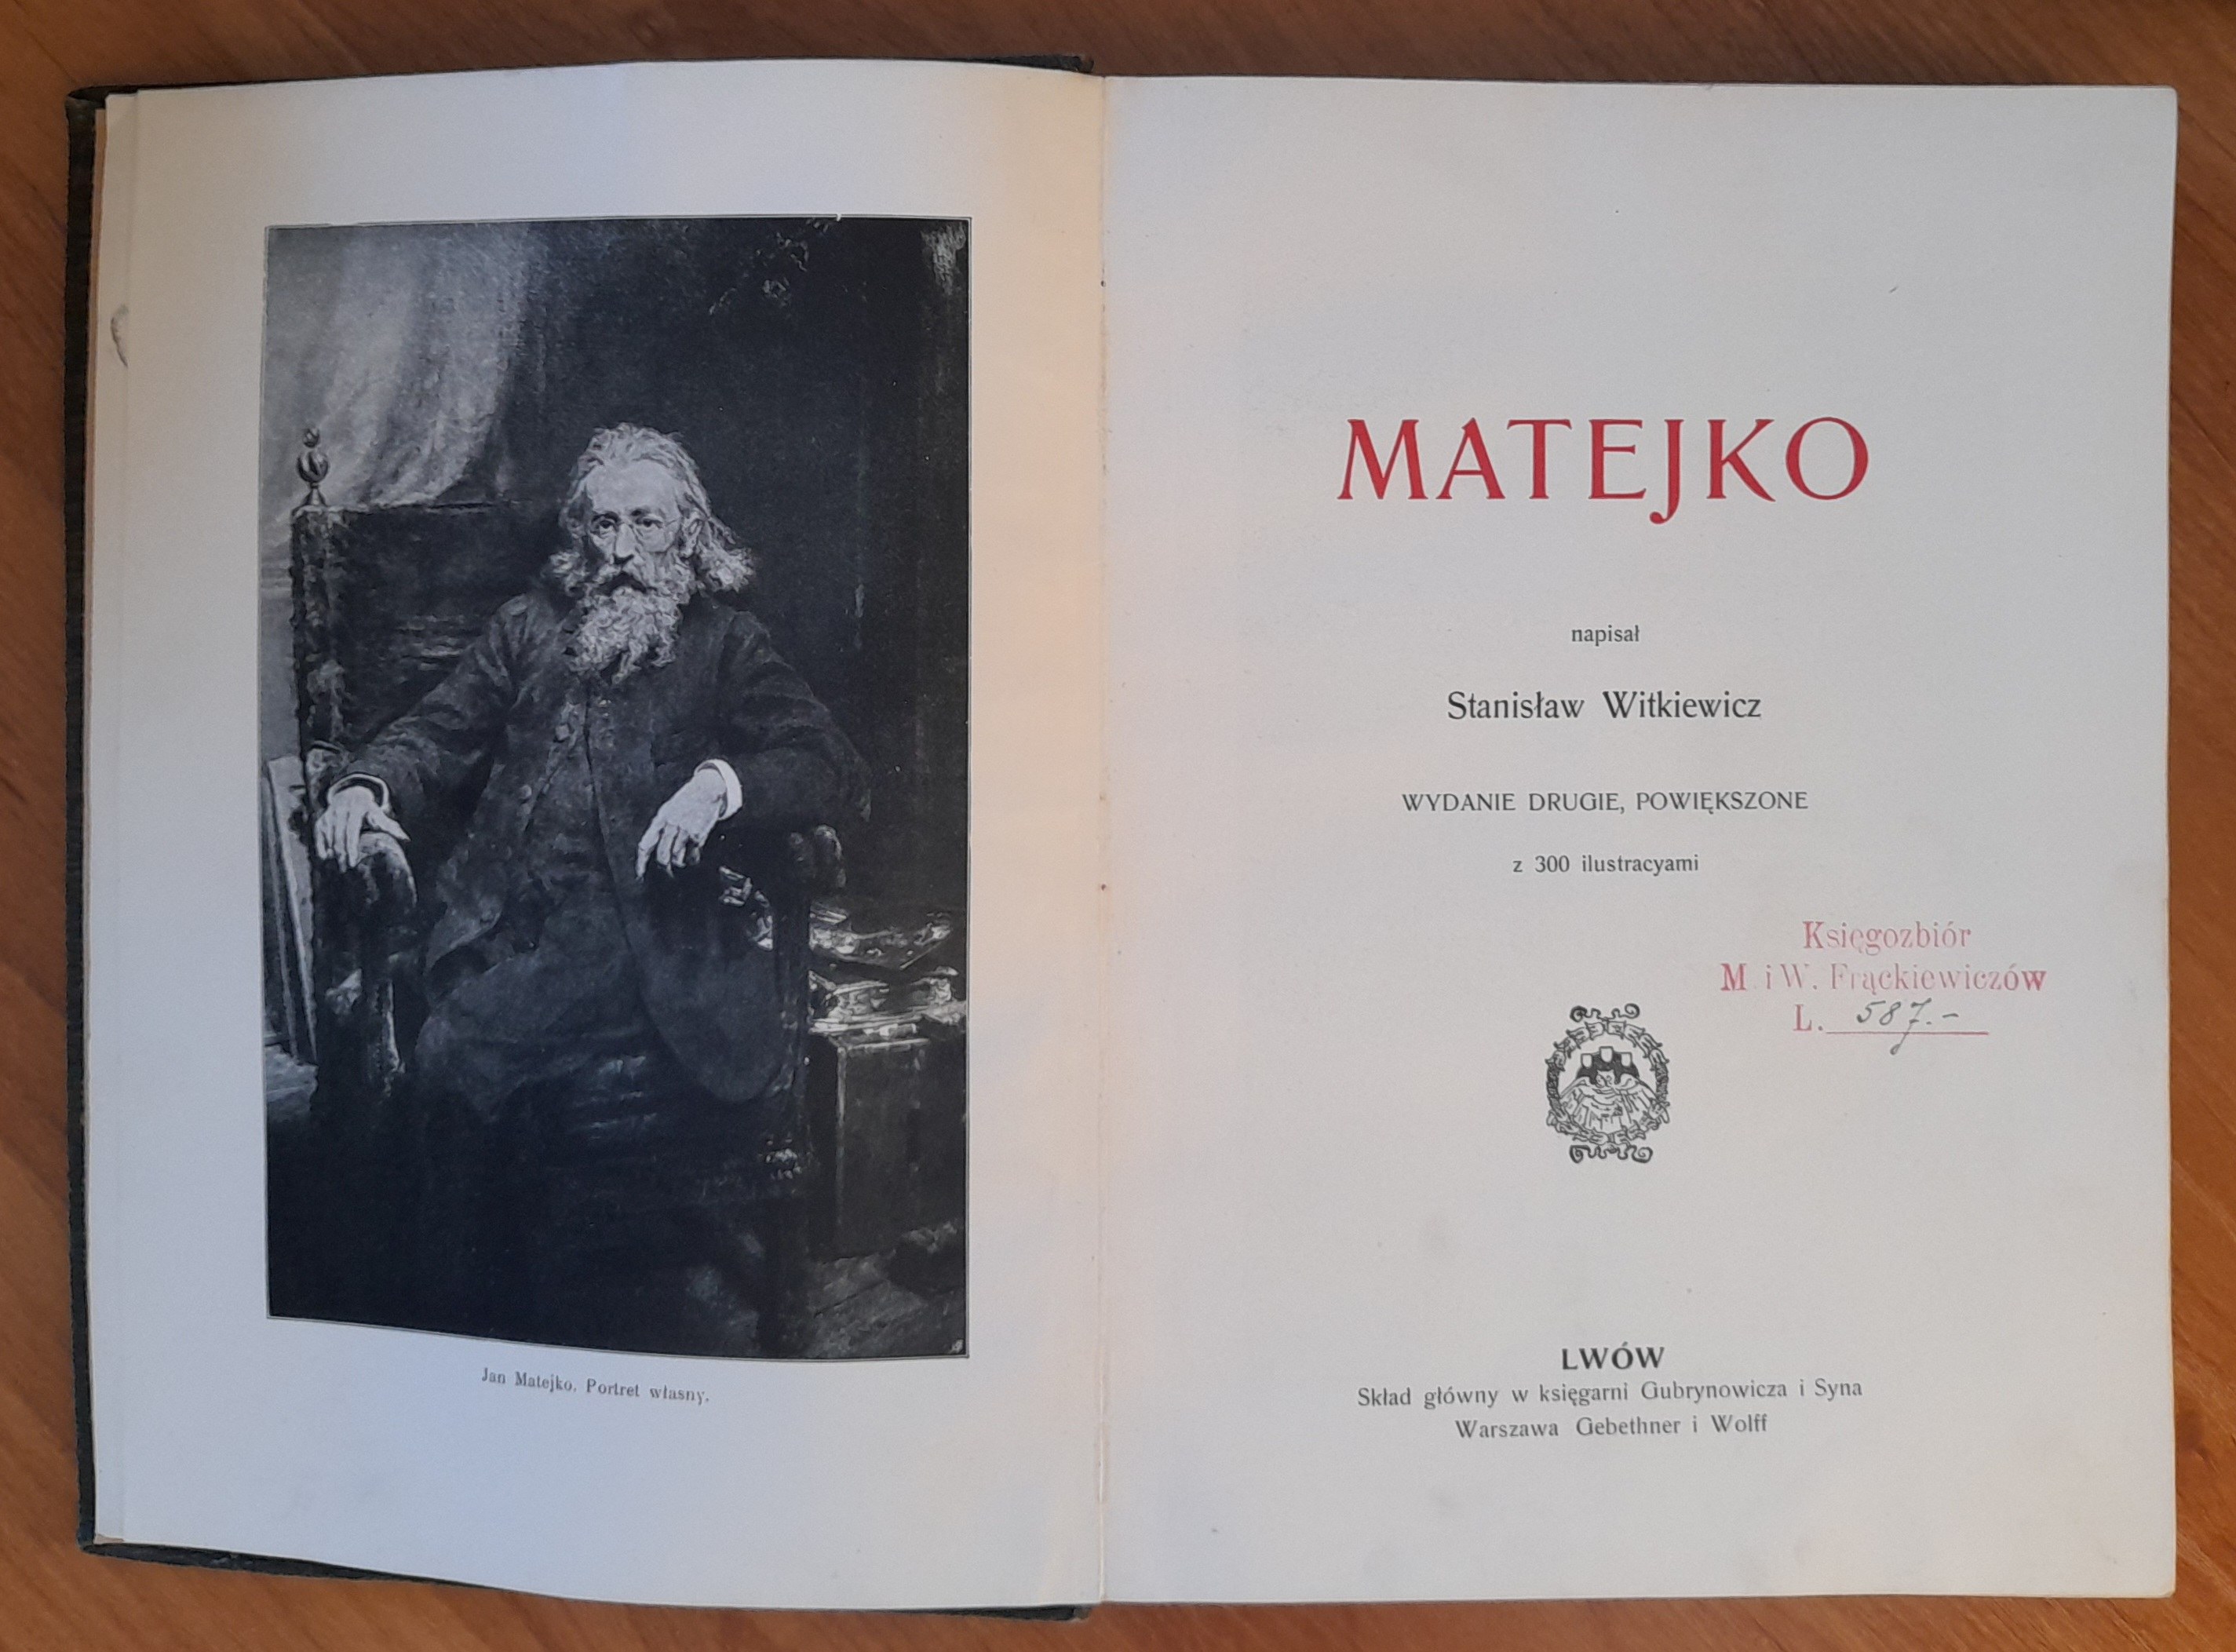 Jan Matejko. Portret własny.
MATEJKO
napisał
Stanisław Witkiewicz
WYDANIE DRUGIE, POWIĘKSZONE
z 300 ilustracyami
Księgozbiór
M. i W. Frąckiewiczów
L. 587.-
LWÓW
Skład główny w księgarni Gubrynowicza i Syna
Warszawa Gebethner i Wolff